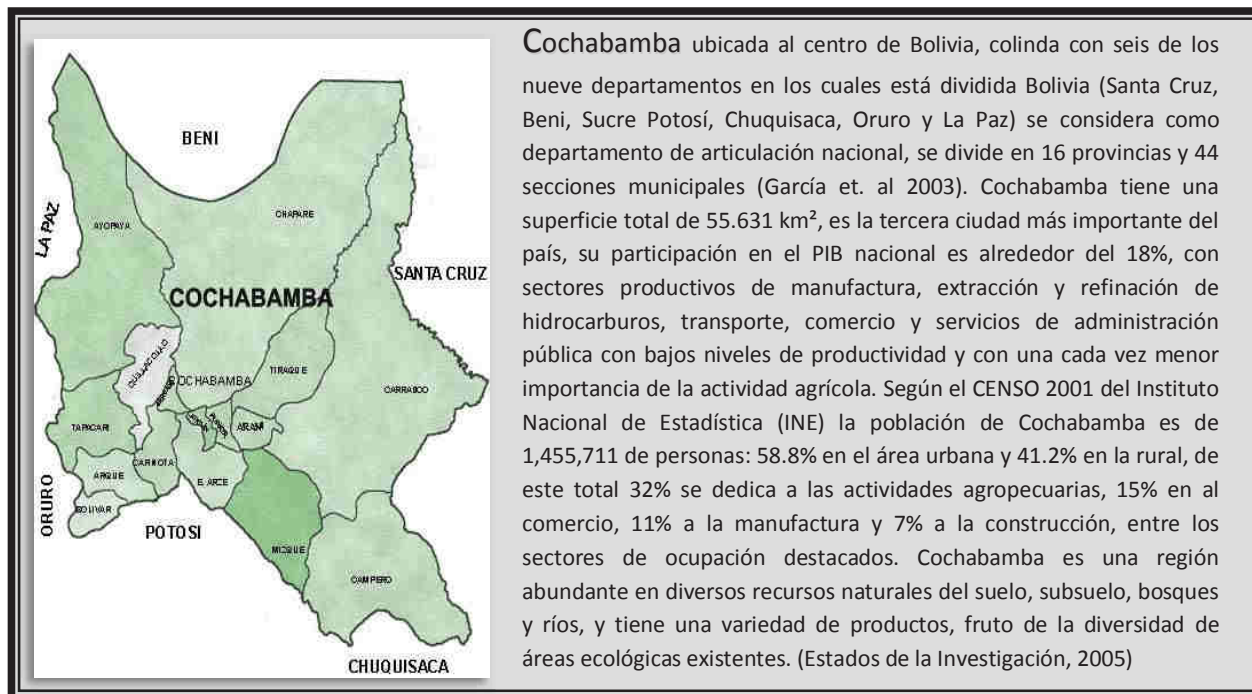 Cochabamba ubicada al centro de Bolivia, colinda con seis de los
nueve departamentos en los cuales está dividida Bolivia (Santa Cruz,
Beni, Sucre Potosí, Chuquisaca, Oruro y La Paz) se considera como
departamento de articulación nacional, se divide en 16 provincias y 44
secciones municipales (García et. al 2003). Cochabamba tiene una
superficie total de 55.631 km², es la tercera ciudad más importante del
país, su participación en el PIB nacional es alrededor del 18%, con
sectores productivos de manufactura, extracción y refinación de
hidrocarburos, transporte, comercio y servicios de administración
pública con bajos niveles de productividad y con una cada vez menor
importancia de la actividad agrícola. Según el CENSO 2001 del Instituto
Nacional de Estadística (INE) la población de Cochabamba es de
1,455,711 de personas: 58.8% en el área urbana y 41.2% en la rural, de
este total 32% se dedica a las actividades agropecuarias, 15% en al
comercio, 11% a la manufactura y 7% a la construcción, entre los
sectores de ocupación destacados. Cochabamba es una región
abundante en diversos recursos naturales del suelo, subsuelo, bosques
y ríos, y tiene una variedad de productos, fruto de la diversidad de
áreas ecológicas existentes. (Estados de la Investigación, 2005)
BENI
LA PAZ
AYOPAYA
CHAPARE
SANTA CRUZ
COCHABAMBA
QUILLACOLLO
COCHABAMBA
TIRAQUE
CARRASCO
TAPACARI
ARANI
ARQUE
E. ARCE
BOLIVAR
ORURO
POTOSI
MIZQUE
CAMPERO
CHUQUISACA